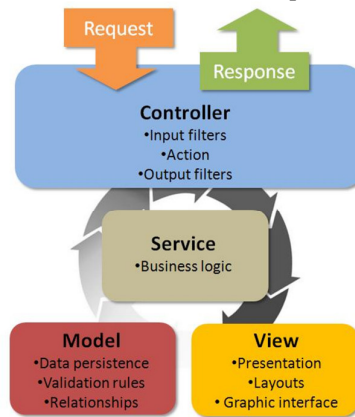 Request
Response
Controller
•Input filters
•Action
•Output filters
Service
•Business logic
Model
•Data persistence
•Validation rules
•Relationships
View
•Presentation
•Layouts
• Graphic interface